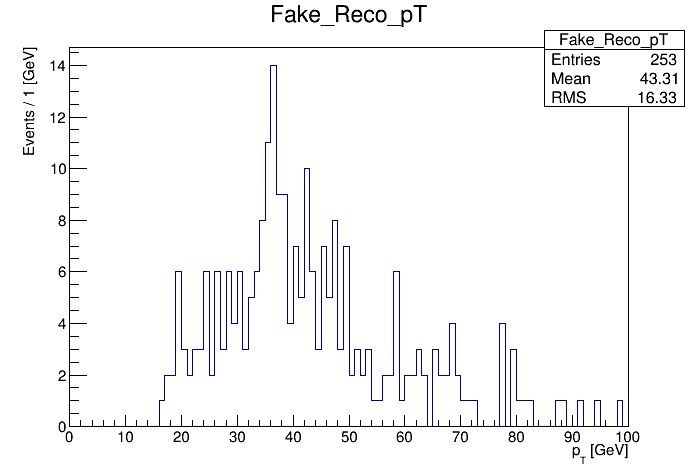 Fake_Reco_pT
Fake_Reco_pT
Entries 253
Mean 43.31
RMS 16.33
Events / 1 [GeV]
14
12
10
8
6
4
2
0
0 10 20 30 40 50 60 70 80 90 100
p_T [GeV]